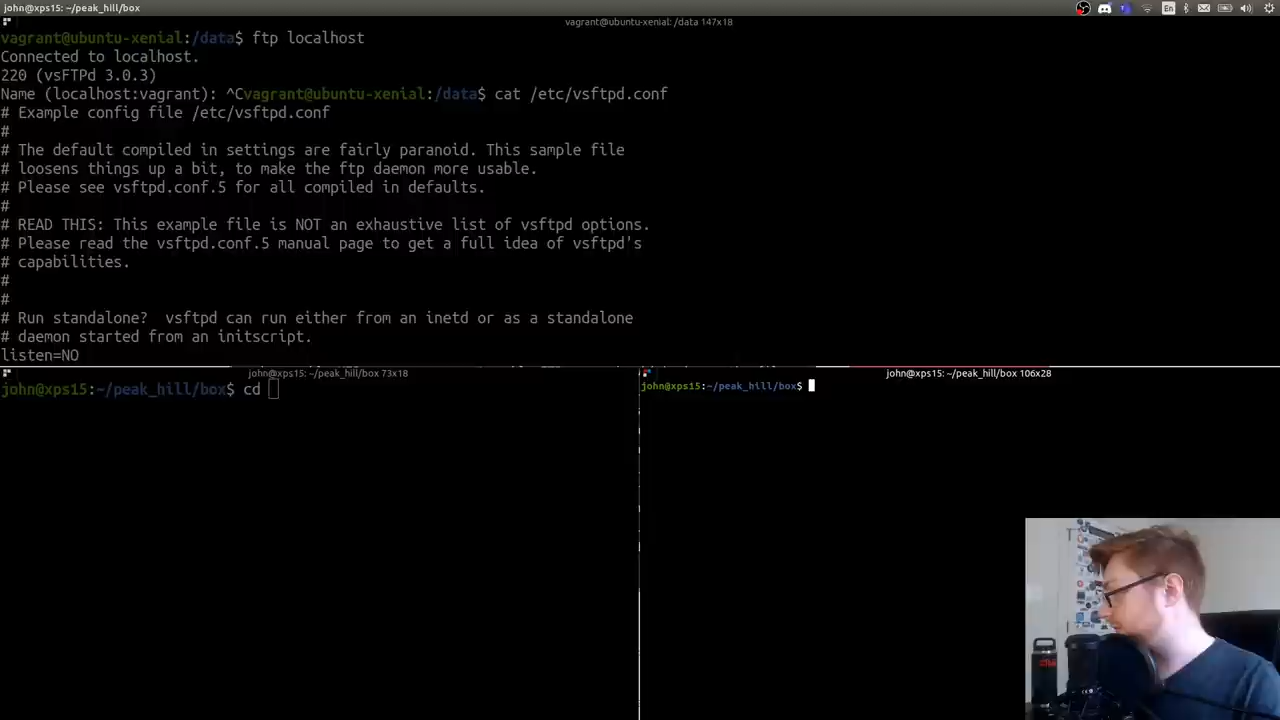 john@xps15: ~/peak_hill/box
En
vagrant@ubuntu-xenial: /data 147x18
vagrant@ubuntu-xenial:/data$ ftp localhost
Connected to localhost.
220 (vsFTPd 3.0.3)
Name (localhost:vagrant): ^Cvagrant@ubuntu-xenial:/data$ cat /etc/vsftpd.conf
# Example config file /etc/vsftpd.conf
#
# The default compiled in settings are fairly paranoid. This sample file
# loosens things up a bit, to make the ftp daemon more usable.
# Please see vsftpd.conf.5 for all compiled in defaults.
#
# READ THIS: This example file is NOT an exhaustive list of vsftpd options.
# Please read the vsftpd.conf.5 manual page to get a full idea of vsftpd's
# capabilities.
#
#
# Run standalone?  vsftpd can run either from an inetd or as a standalone
# daemon started from an initscript.
listen=NO
john@xps15: ~/peak_hill/box 73x18
john@xps15:~/peak_hill/box$ cd
john@xps15: ~/peak_hill/box 106x28
john@xps15:~/peak_hill/box$